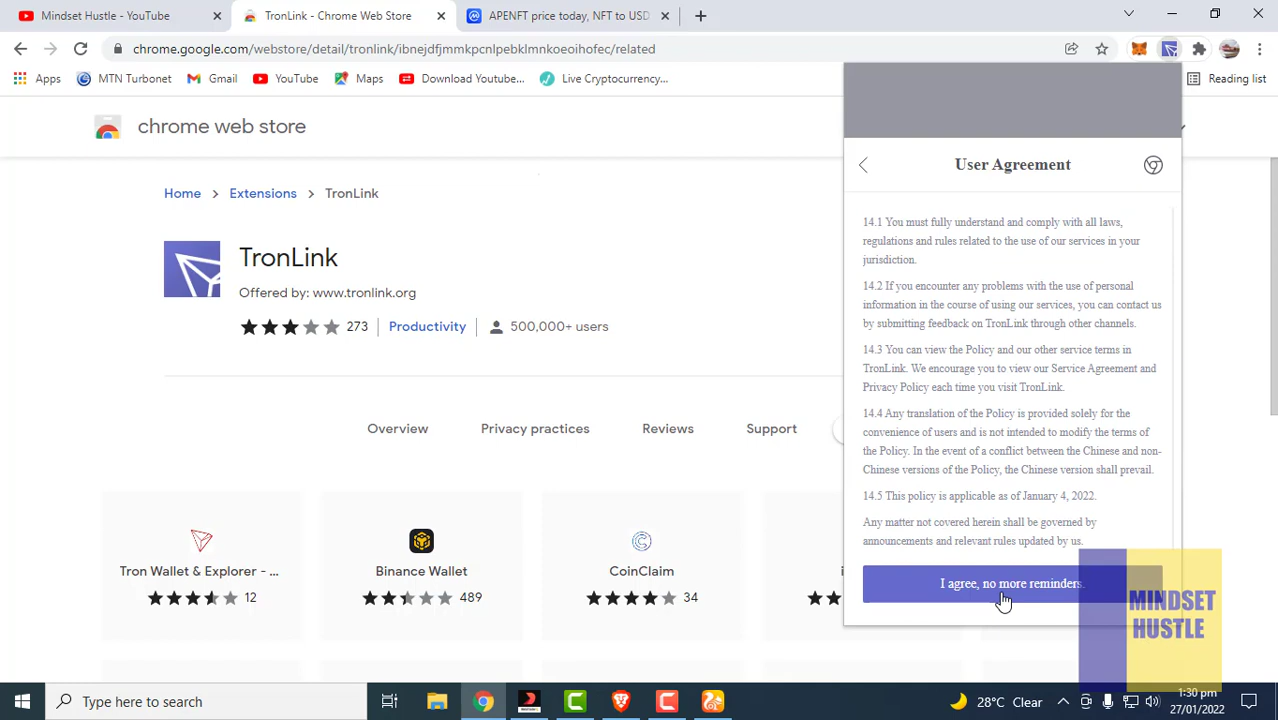 Mindset Hustle - YouTube
TronLink - Chrome Web Store
APENFT price today, NFT to USD
chrome.google.com/webstore/detail/tronlink/ibnejdfjmmkpcnlpebklmnkoeoihofec/related
Apps
MTN Turbonet
Gmail
YouTube
Maps
Download Youtube...
Live Cryptocurrency...
Reading list
chrome web store
Home > Extensions > TronLink
TronLink
Offered by: www.tronlink.org
273
Productivity
500,000+ users
Overview
Privacy practices
Reviews
Support
Tron Wallet & Explorer - ...
12
Binance Wallet
489
CoinClaim
34
User Agreement
14.1 You must fully understand and comply with all laws,
regulations and rules related to the use of our services in your
jurisdiction.
14.2 If you encounter any problems with the use of personal
information in the course of using our services, you can contact us
by submitting feedback on TronLink through other channels.
14.3 You can view the Policy and our other service terms in
TronLink. We encourage you to view our Service Agreement and
Privacy Policy each time you visit TronLink.
14.4 Any translation of the Policy is provided solely for the
convenience of users and is not intended to modify the terms of
the Policy. In the event of a conflict between the Chinese and non-
Chinese versions of the Policy, the Chinese version shall prevail.
14.5 This policy is applicable as of January 4, 2022.
Any matter not covered herein shall be governed by
announcements and relevant rules updated by us.
I agree, no more reminders.
MINDSET
HUSTLE
Type here to search
28°C Clear
1:30 pm
27/01/2022